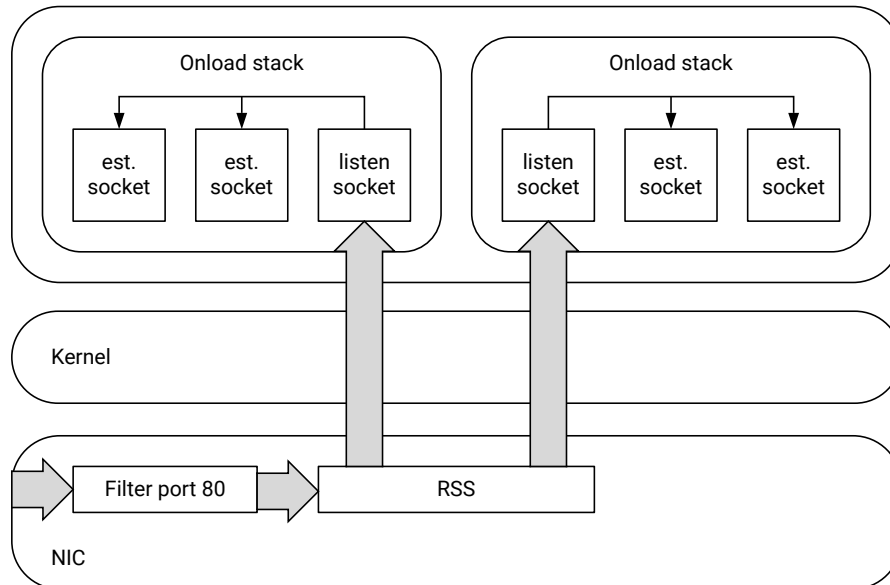 Onload stack
Onload stack
est.
socket
est.
socket
listen
socket
listen
socket
est.
socket
est.
socket
Kernel
Filter port 80
RSS
NIC